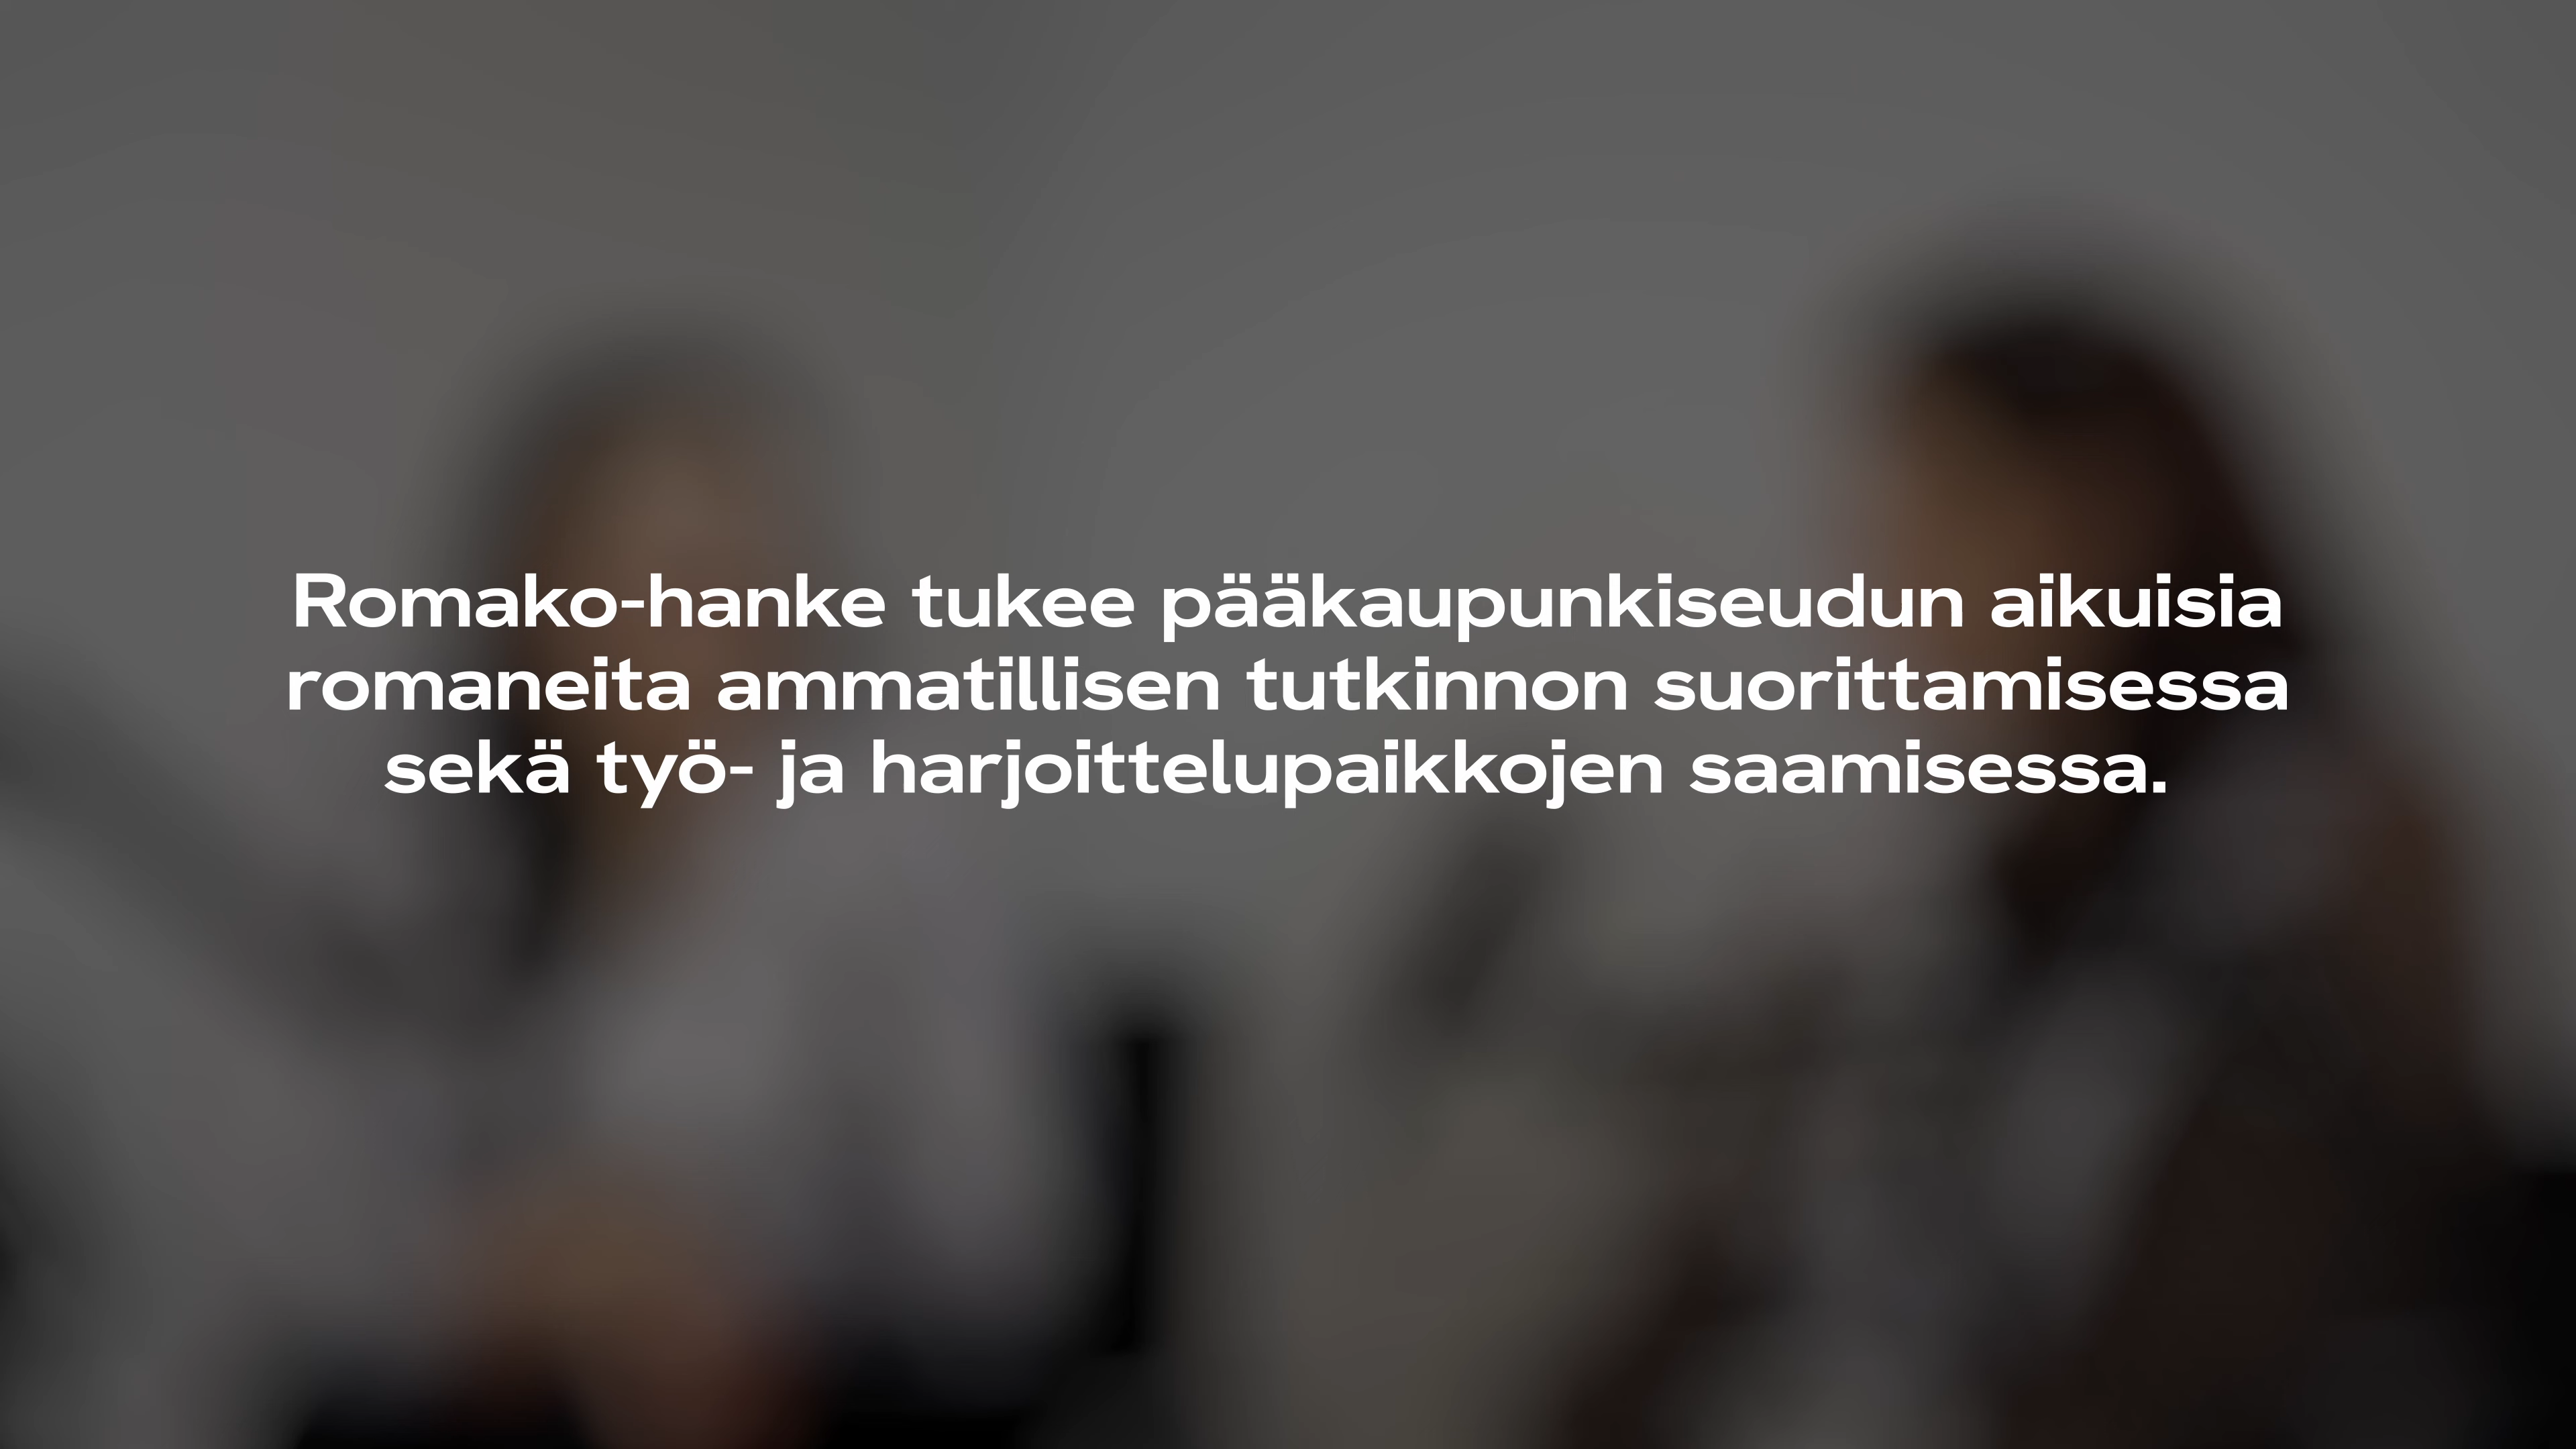 Romako-hanke tukee pääkaupunkiseudun aikuisia
romaneita ammatillisen tutkinnon suorittamisessa
sekä työ- ja harjoittelupaikkojen saamisessa.